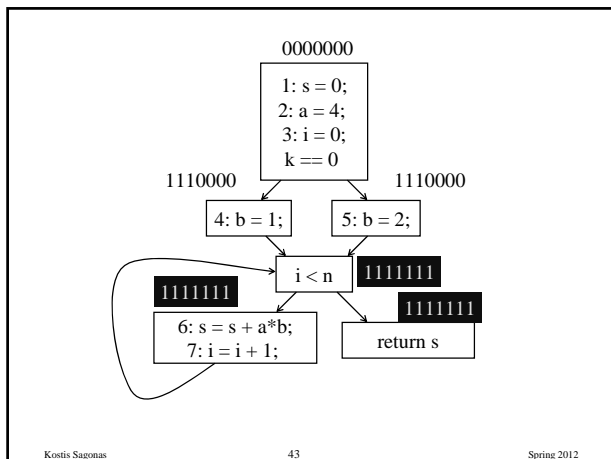 0000000
1: s = 0;
2: a = 4;
3: i = 0;
k == 0
1110000
1110000
4: b = 1;
5: b = 2;
i < n
1111111
1111111
1111111
6: s = s + a*b;
7: i = i + 1;
return s
Kostis Sagonas 43 Spring 2012